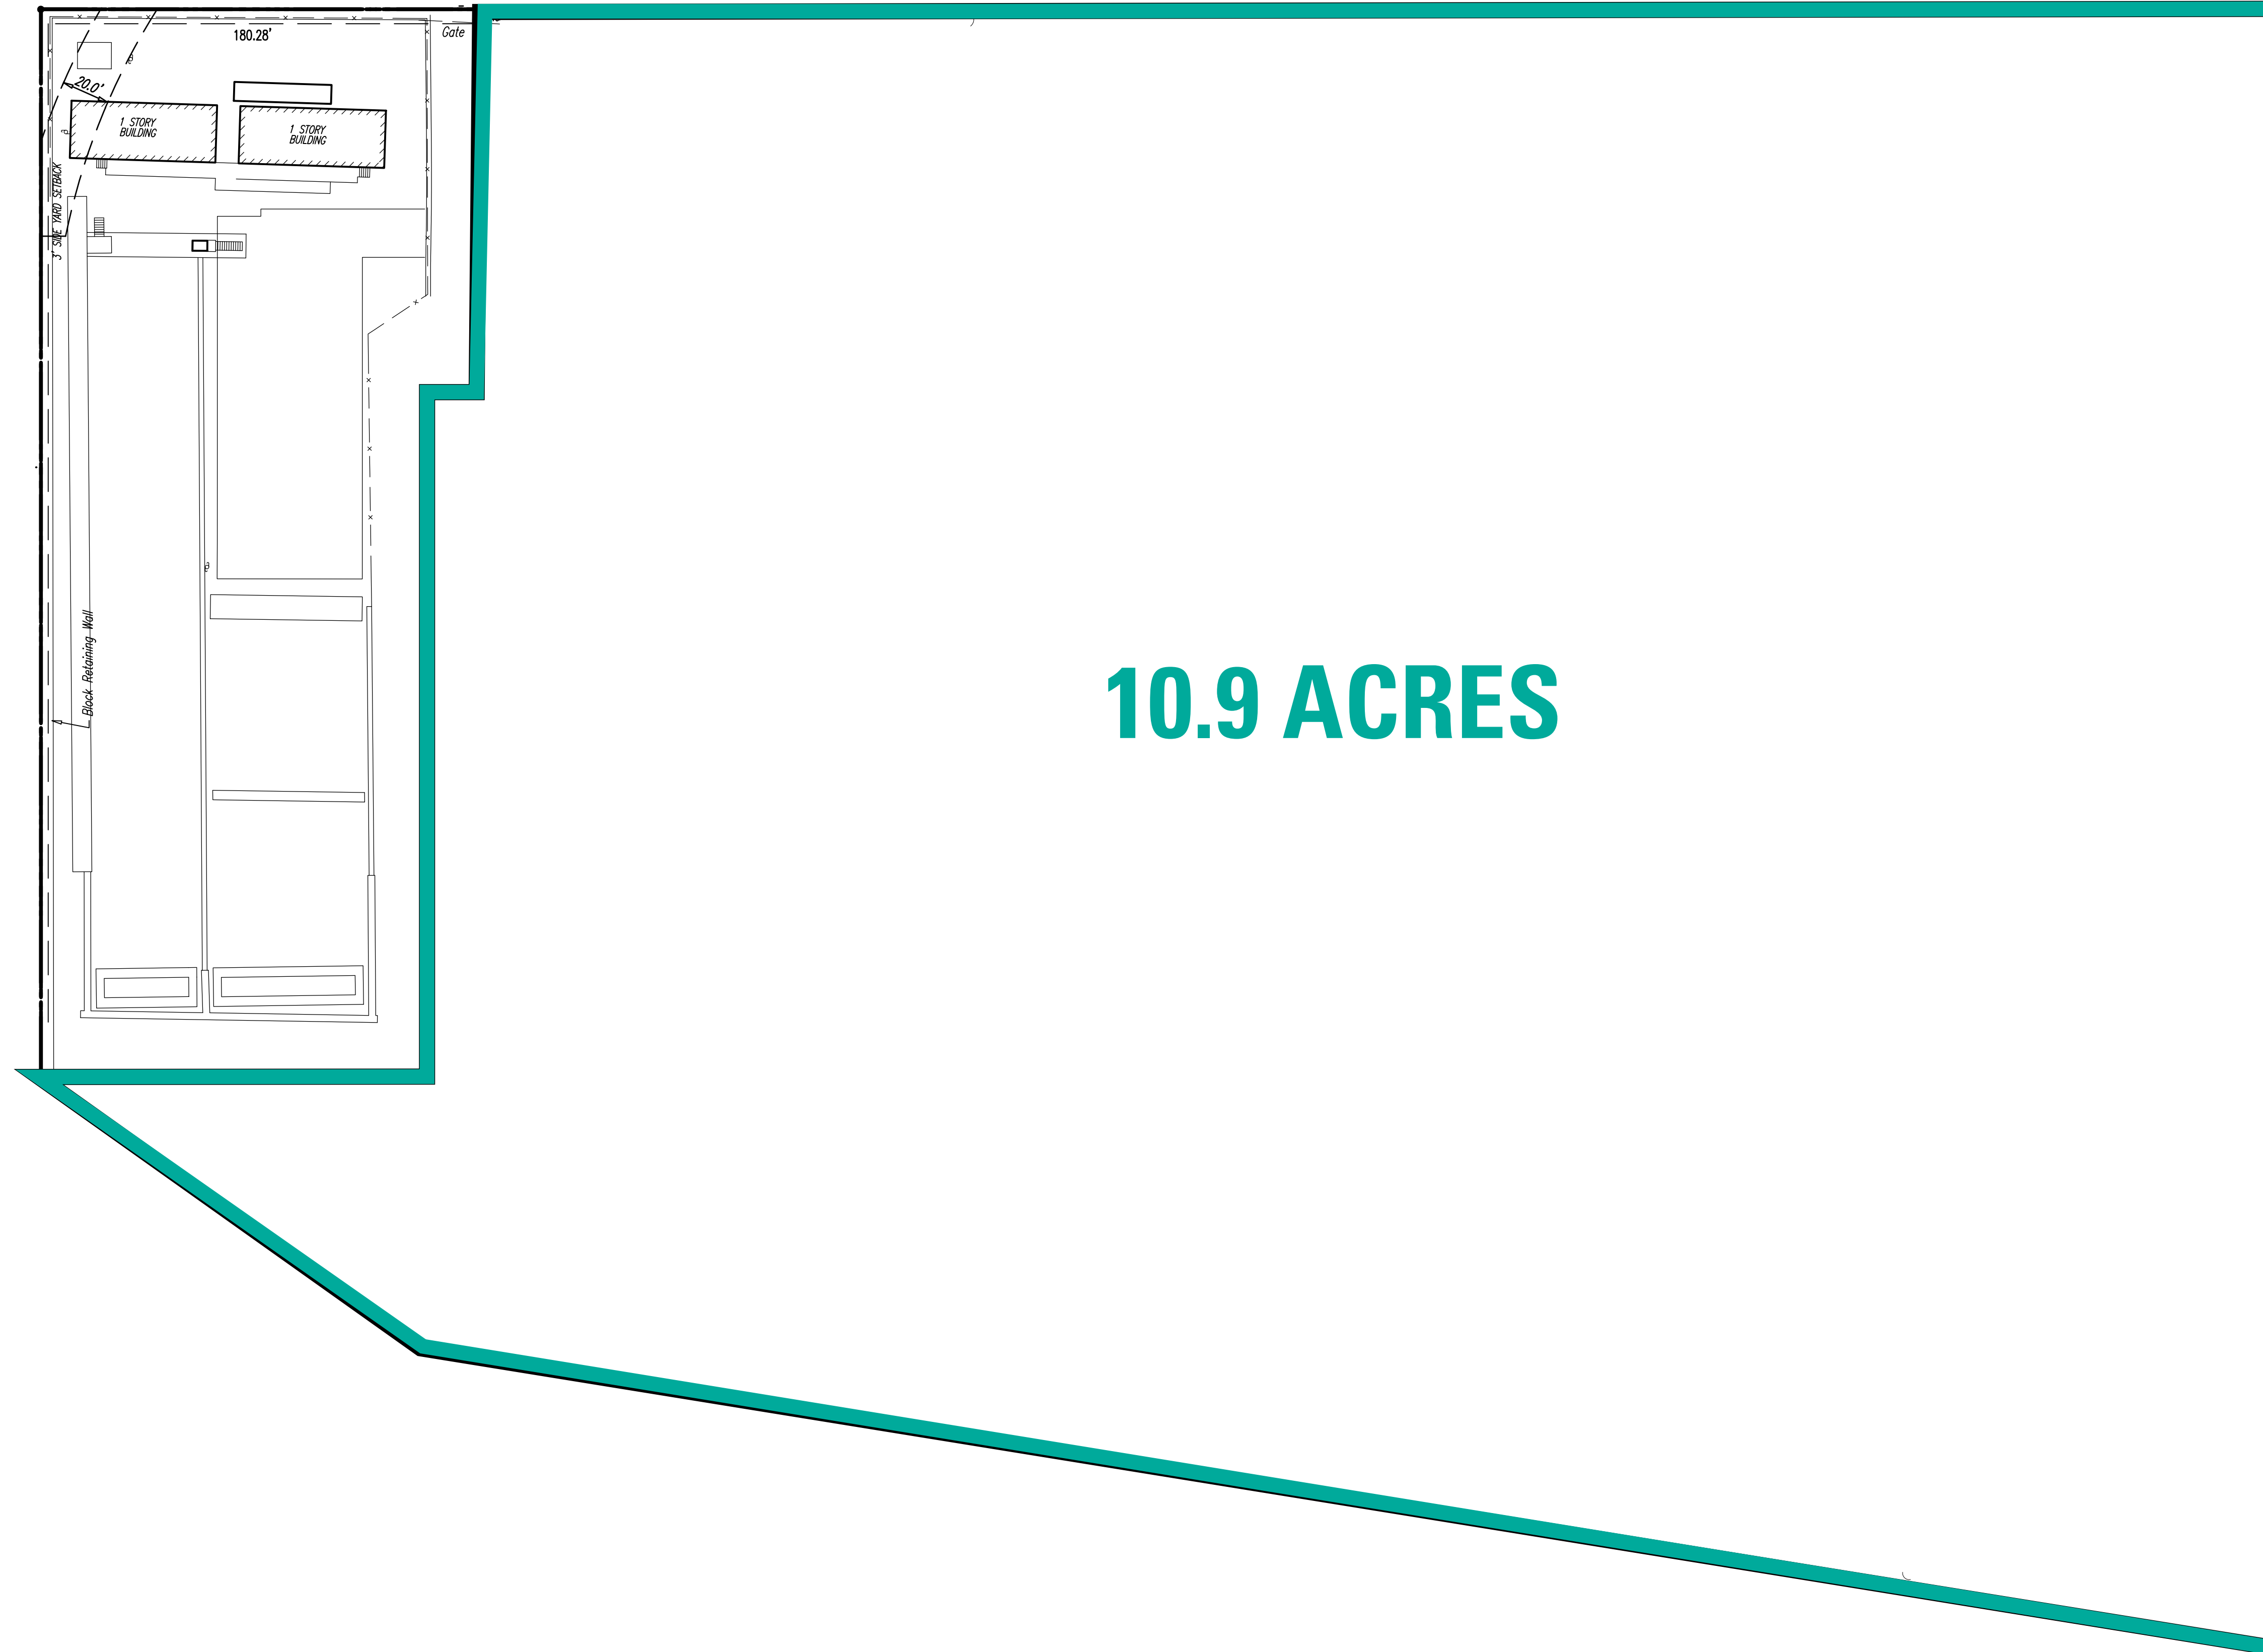 180.28'
Gate
20.0'
1 STORY
BUILDING
1 STORY
BUILDING
3' SIDE YARD SETBACK
Block Retaining Wall
10.9 ACRES